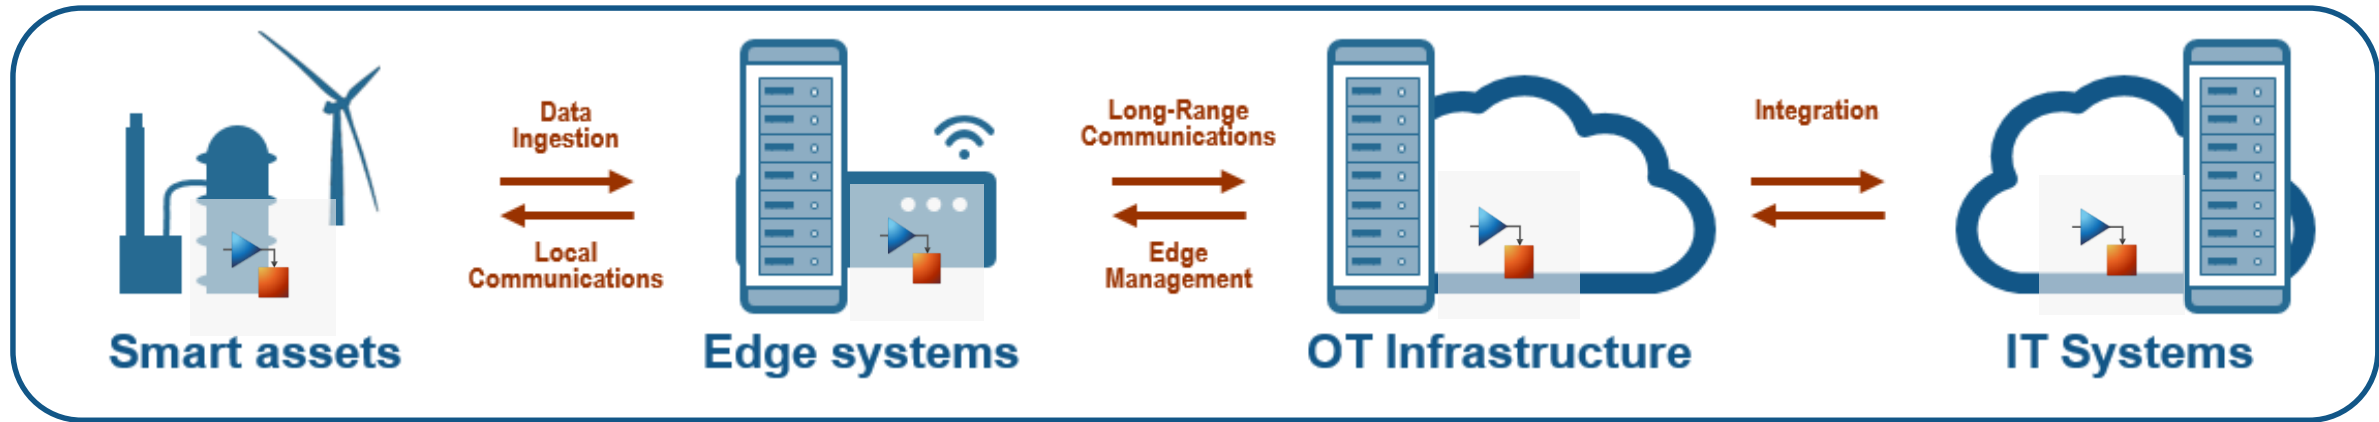 Data
Ingestion
Local
Communications
Long-Range
Communications
Edge
Management
Integration
Smart assets
Edge systems
OT Infrastructure
IT Systems